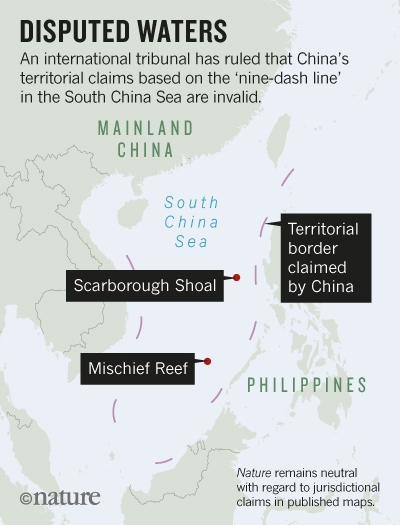 DISPUTED WATERS
An international tribunal has ruled that China's
territorial claims based on the ‘nine-dash line’
in the South China Sea are invalid.
MAINLAND
CHINA
South
China
Sea
Territorial
border
claimed
by China
Scarborough Shoal
Mischief Reef
PHILIPPINES
Nature remains neutral
with regard to jurisdictional
claims in published maps.
©nature